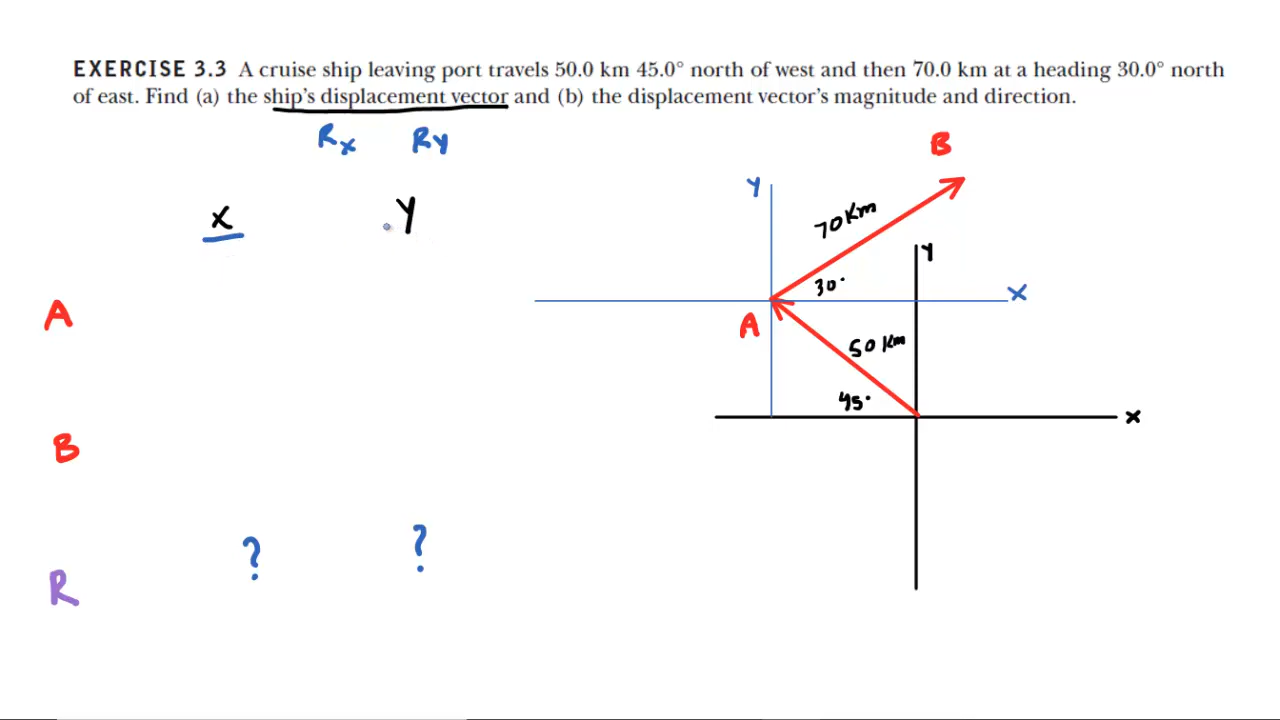 EXERCISE 3.3 A cruise ship leaving port travels 50.0 km 45.0° north of west and then 70.0 km at a heading 30.0° north
of east. Find (a) the ship's displacement vector and (b) the displacement vector's magnitude and direction.
Rx Ry
B
x y
Y
70 Km
Y
30°
X
A
A
50 Km
45°
X
B
? ?
R